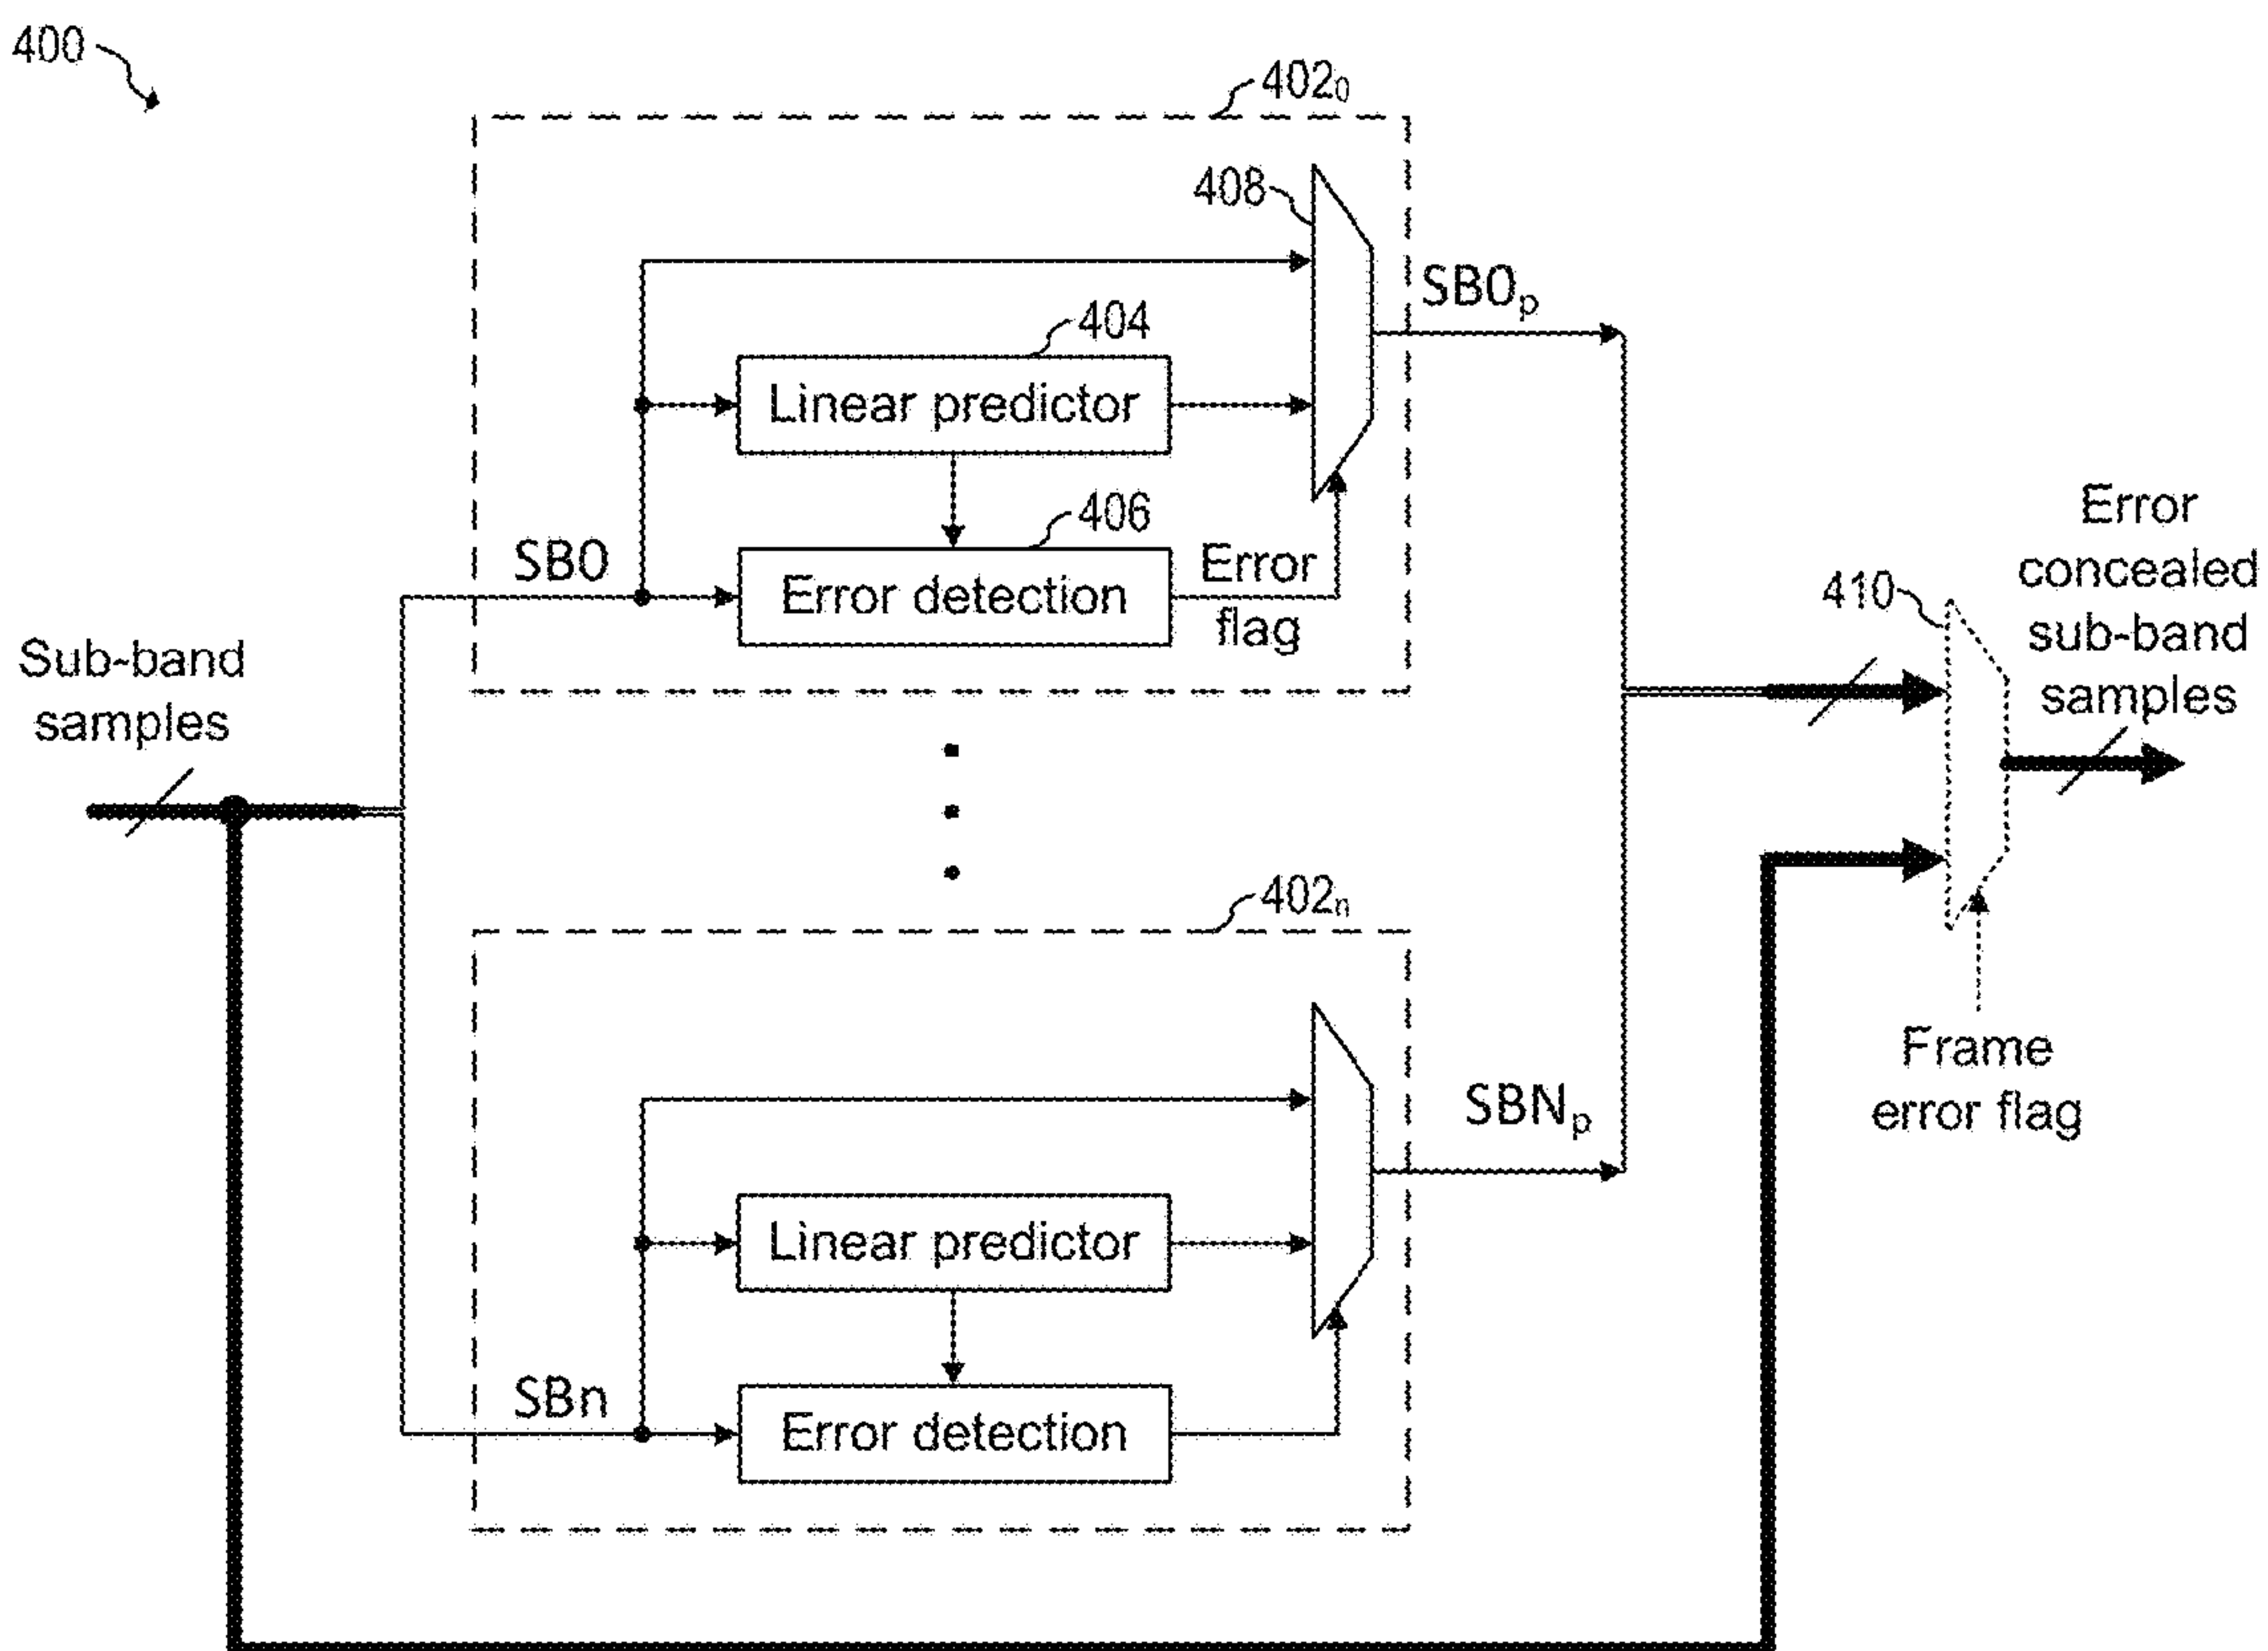 400
402₀
408
SB0ₚ
404
Linear predictor
406
SB0
Error detection
Error
flag
Sub-band
samples
410
Error
concealed
sub-band
samples
Frame
error flag
402ₙ
SBNₚ
Linear predictor
SBn
Error detection